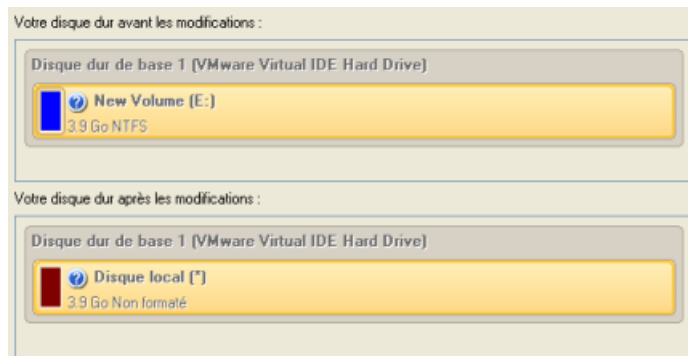 Votre disque dur avant les modifications :
Disque dur de base 1 (VMware Virtual IDE Hard Drive)
New Volume (E:)
3.9 Go NTFS
Votre disque dur après les modifications :
Disque dur de base 1 (VMware Virtual IDE Hard Drive)
Disque local (*)
3.9 Go Non formaté